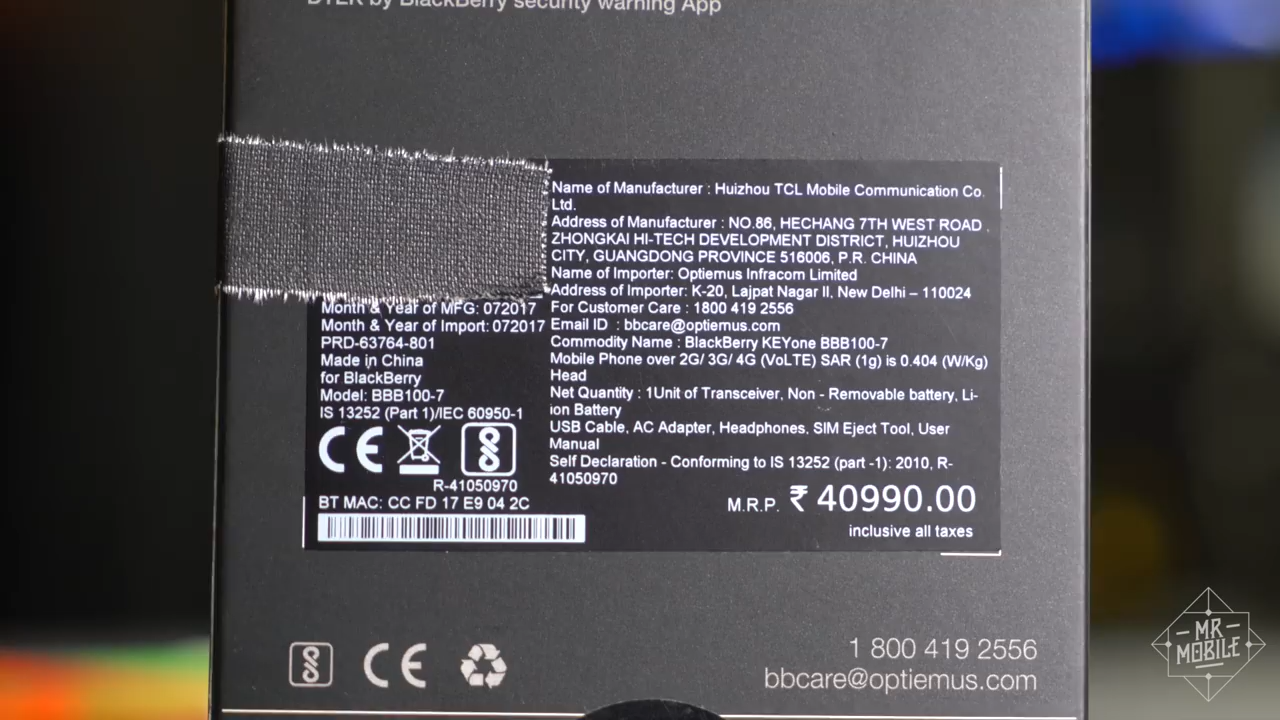 DTEK by BlackBerry security warning App
Name of Manufacturer : Huizhou TCL Mobile Communication Co.
Ltd.
Address of Manufacturer : NO.86, HECHANG 7TH WEST ROAD ,
ZHONGKAI HI-TECH DEVELOPMENT DISTRICT, HUIZHOU
CITY, GUANGDONG PROVINCE 516006, P.R. CHINA
Name of Importer: Optiemus Infracom Limited
Address of Importer: K-20, Lajpat Nagar II, New Delhi – 110024
For Customer Care : 1800 419 2556
Email ID : bbcare@optiemus.com
Commodity Name : BlackBerry KEYone BBB100-7
Mobile Phone over 2G/ 3G/ 4G (VoLTE) SAR (1g) is 0.404 (W/Kg)
Head
Net Quantity : 1Unit of Transceiver, Non - Removable battery, Li-
ion Battery
USB Cable, AC Adapter, Headphones, SIM Eject Tool, User
Manual
Self Declaration - Conforming to IS 13252 (part -1): 2010, R-
41050970
M.R.P. ₹ 40990.00
inclusive all taxes
Month & Year of MFG: 072017
Month & Year of Import: 072017
PRD-63764-801
Made in China
for BlackBerry
Model: BBB100-7
IS 13252 (Part 1)/IEC 60950-1
CE
R-41050970
BT MAC: CC FD 17 E9 04 2C
CE
1 800 419 2556
bbcare@optiemus.com
MR
MOBILE